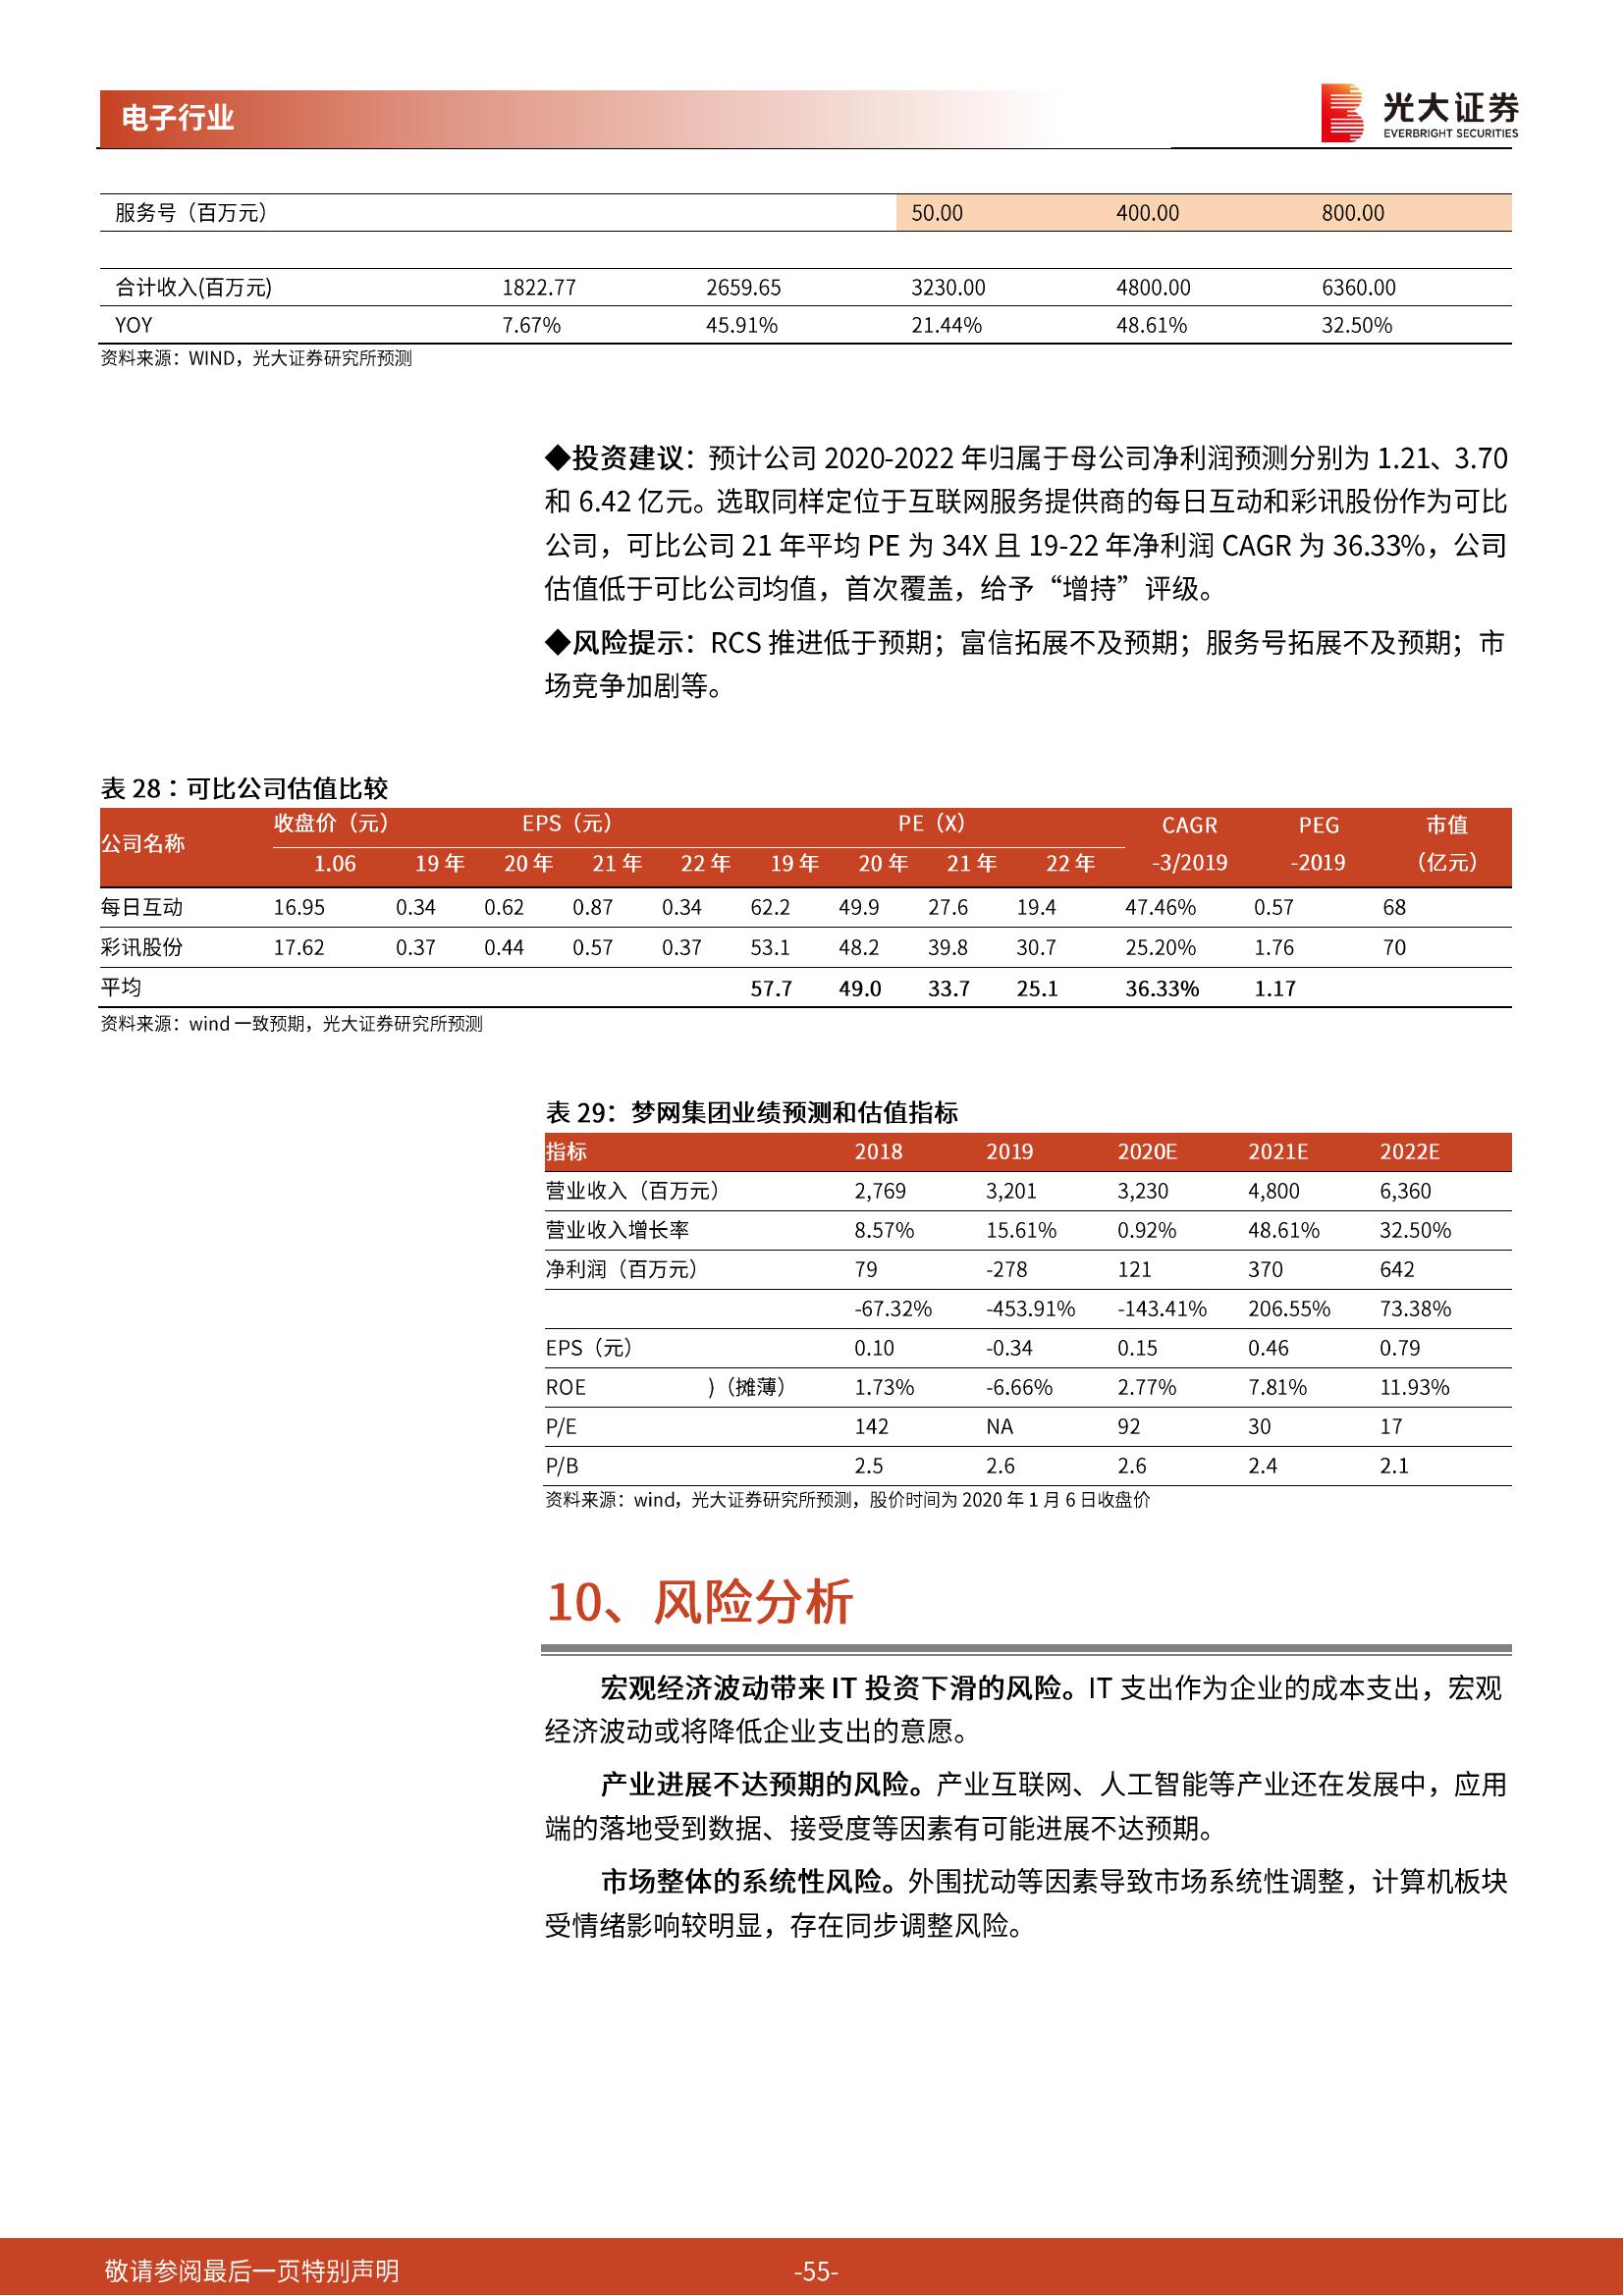 电子行业
光大证券
EVERBRIGHT SECURITIES
服务号（百万元） 50.00 400.00 800.00
合计收入(百万元) 1822.77 2659.65 3230.00 4800.00 6360.00
YOY 7.67% 45.91% 21.44% 48.61% 32.50%
资料来源：WIND，光大证券研究所预测
◆投资建议：预计公司 2020-2022 年归属于母公司净利润预测分别为 1.21、3.70
和 6.42 亿元。选取同样定位于互联网服务提供商的每日互动和彩讯股份作为可比
公司，可比公司 21 年平均 PE 为 34X 且 19-22 年净利润 CAGR 为 36.33%，公司
估值低于可比公司均值，首次覆盖，给予“增持”评级。
◆风险提示：RCS 推进低于预期；富信拓展不及预期；服务号拓展不及预期；市
场竞争加剧等。
表 28：可比公司估值比较
公司名称 收盘价（元） EPS（元） PE（X） CAGR PEG 市值
1.06 19 年 20 年 21 年 22 年 19 年 20 年 21 年 22 年 -3/2019 -2019 （亿元）
每日互动 16.95 0.34 0.62 0.87 0.34 62.2 49.9 27.6 19.4 47.46% 0.57 68
彩讯股份 17.62 0.37 0.44 0.57 0.37 53.1 48.2 39.8 30.7 25.20% 1.76 70
平均 57.7 49.0 33.7 25.1 36.33% 1.17
资料来源：wind 一致预期，光大证券研究所预测
表 29：梦网集团业绩预测和估值指标
指标 2018 2019 2020E 2021E 2022E
营业收入（百万元） 2,769 3,201 3,230 4,800 6,360
营业收入增长率 8.57% 15.61% 0.92% 48.61% 32.50%
净利润（百万元） 79 -278 121 370 642
-67.32% -453.91% -143.41% 206.55% 73.38%
EPS（元） 0.10 -0.34 0.15 0.46 0.79
ROE )（摊薄） 1.73% -6.66% 2.77% 7.81% 11.93%
P/E 142 NA 92 30 17
P/B 2.5 2.6 2.6 2.4 2.1
资料来源：wind，光大证券研究所预测，股价时间为 2020 年 1 月 6 日收盘价
10、风险分析
宏观经济波动带来 IT 投资下滑的风险。IT 支出作为企业的成本支出，宏观
经济波动或将降低企业支出的意愿。
产业进展不达预期的风险。产业互联网、人工智能等产业还在发展中，应用
端的落地受到数据、接受度等因素有可能进展不达预期。
市场整体的系统性风险。外围扰动等因素导致市场系统性调整，计算机板块
受情绪影响较明显，存在同步调整风险。
敬请参阅最后一页特别声明 -55-